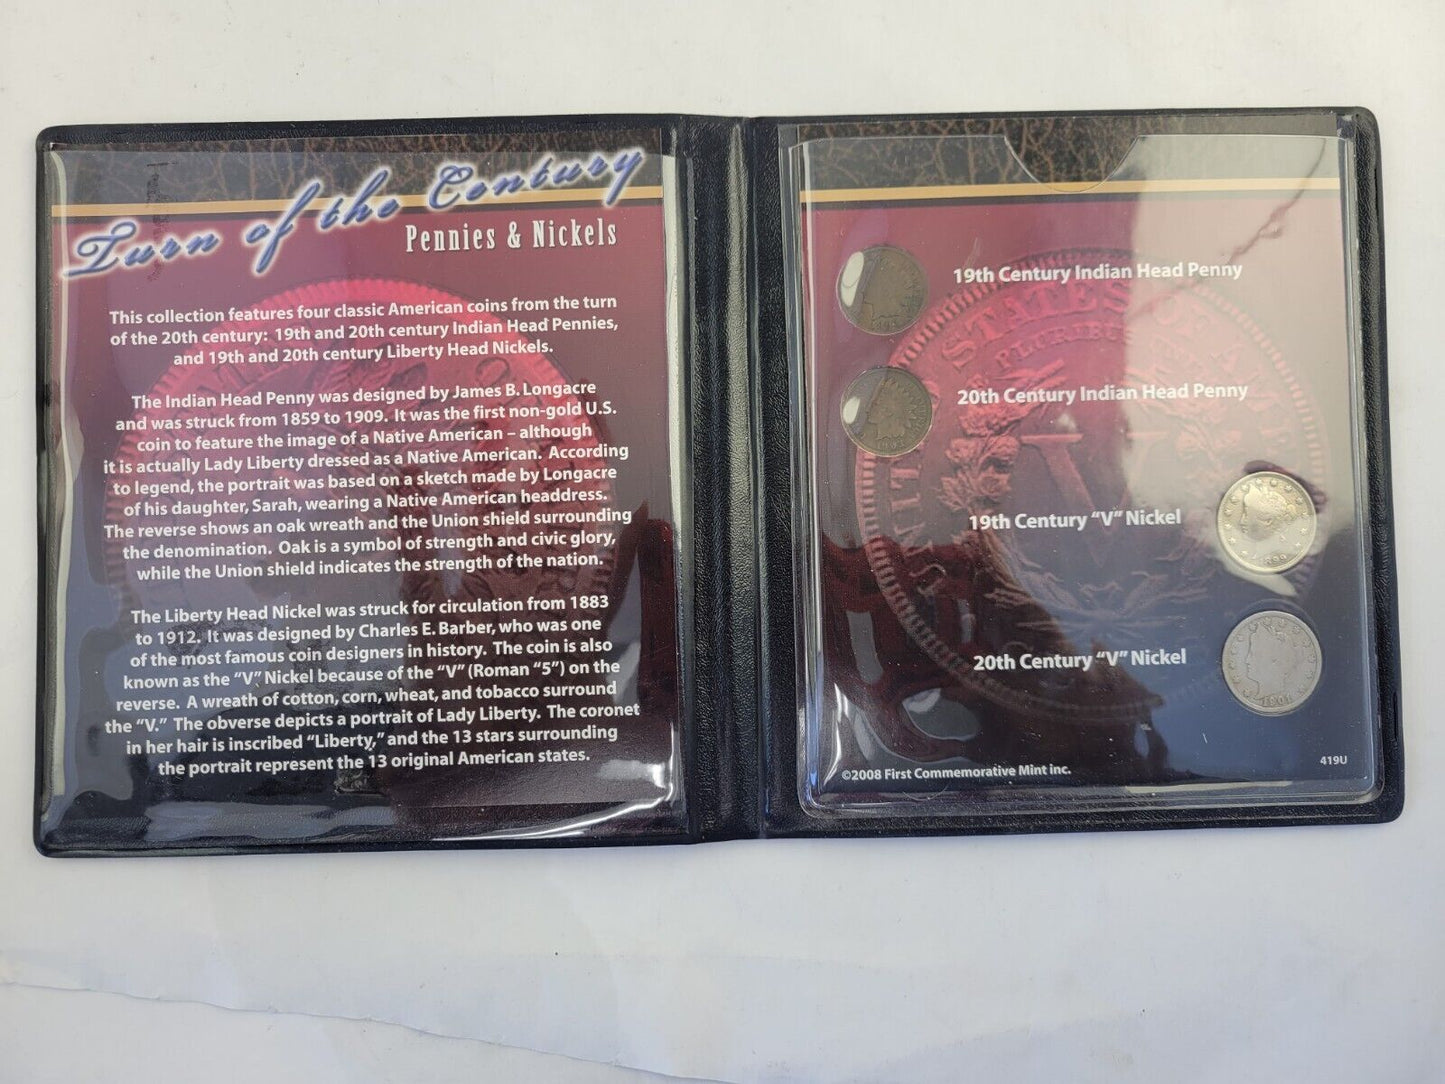 Turn of the Century
Pennies & Nickels
This collection features four classic American coins from the turn
of the 20th century: 19th and 20th century Indian Head Pennies,
and 19th and 20th century Liberty Head Nickels.
The Indian Head Penny was designed by James B. Longacre
and was struck from 1859 to 1909. It was the first non-gold U.S.
coin to feature the image of a Native American – although
it is actually Lady Liberty dressed as a Native American. According
to legend, the portrait was based on a sketch made by Longacre
of his daughter, Sarah, wearing a Native American headdress.
The reverse shows an oak wreath and the Union shield surrounding
the denomination. Oak is a symbol of strength and civic glory,
while the Union shield indicates the strength of the nation.
The Liberty Head Nickel was struck for circulation from 1883
to 1912. It was designed by Charles E. Barber, who was one
of the most famous coin designers in history. The coin is also
known as the “V” Nickel because of the “V” (Roman “5”) on the
reverse. A wreath of cotton, corn, wheat, and tobacco surround
the “V.” The obverse depicts a portrait of Lady Liberty. The coronet
in her hair is inscribed “Liberty,” and the 13 stars surrounding
the portrait represent the 13 original American states.
19th Century Indian Head Penny
20th Century Indian Head Penny
19th Century “V” Nickel
1899
20th Century “V” Nickel
1901
©2008 First Commemorative Mint inc.
419U